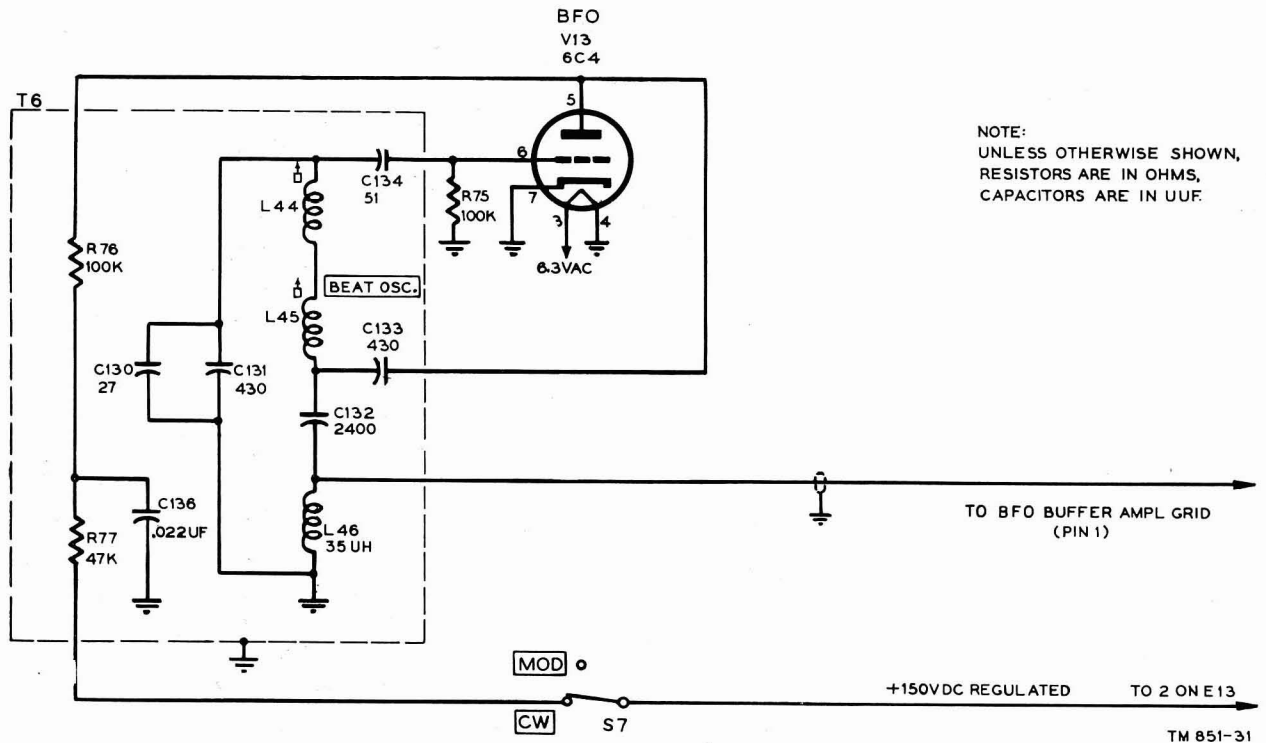 BFO
V13
6C4
T6
5
6
7
3
4
C134
51
R75
100K
6.3VAC
NOTE:
UNLESS OTHERWISE SHOWN,
RESISTORS ARE IN OHMS,
CAPACITORS ARE IN UUF.
L44
R76
100K
BEAT OSC.
L45
C133
430
C130
27
C131
430
C132
2400
C136
.022UF
R77
47K
L46
35UH
TO BFO BUFFER AMPL GRID
(PIN 1)
MOD
CW
S7
+150VDC REGULATED
TO 2 ON E13
TM 851-31